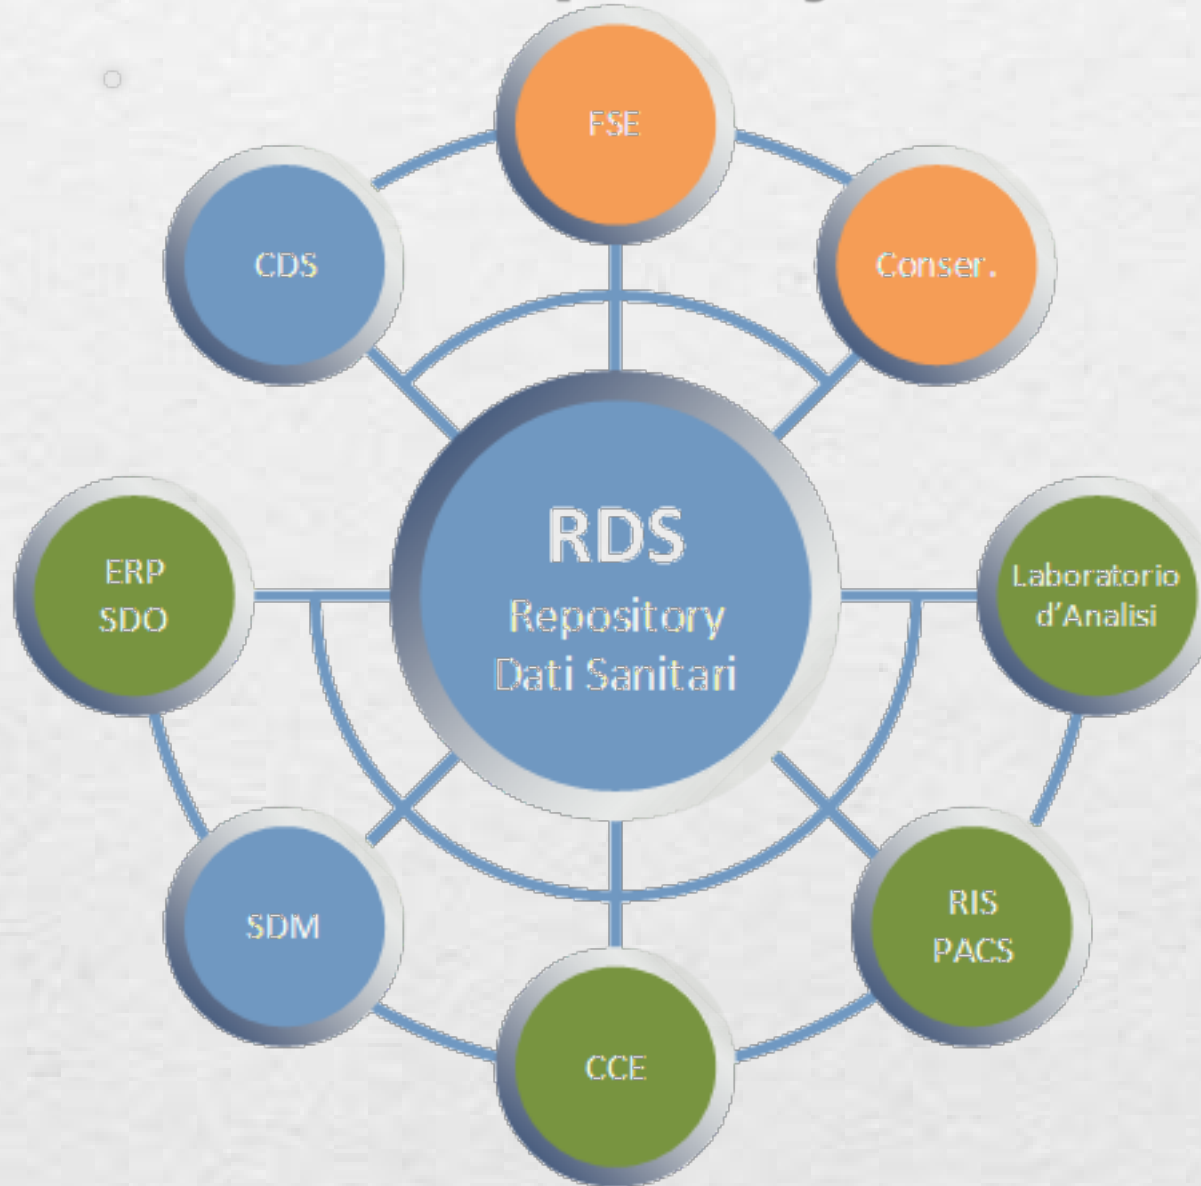 FSE
CDS
Conser.
RDS
Repository
Dati Sanitari
ERP
SDO
Laboratorio
d'Analisi
SDM
RIS
PACS
CCE